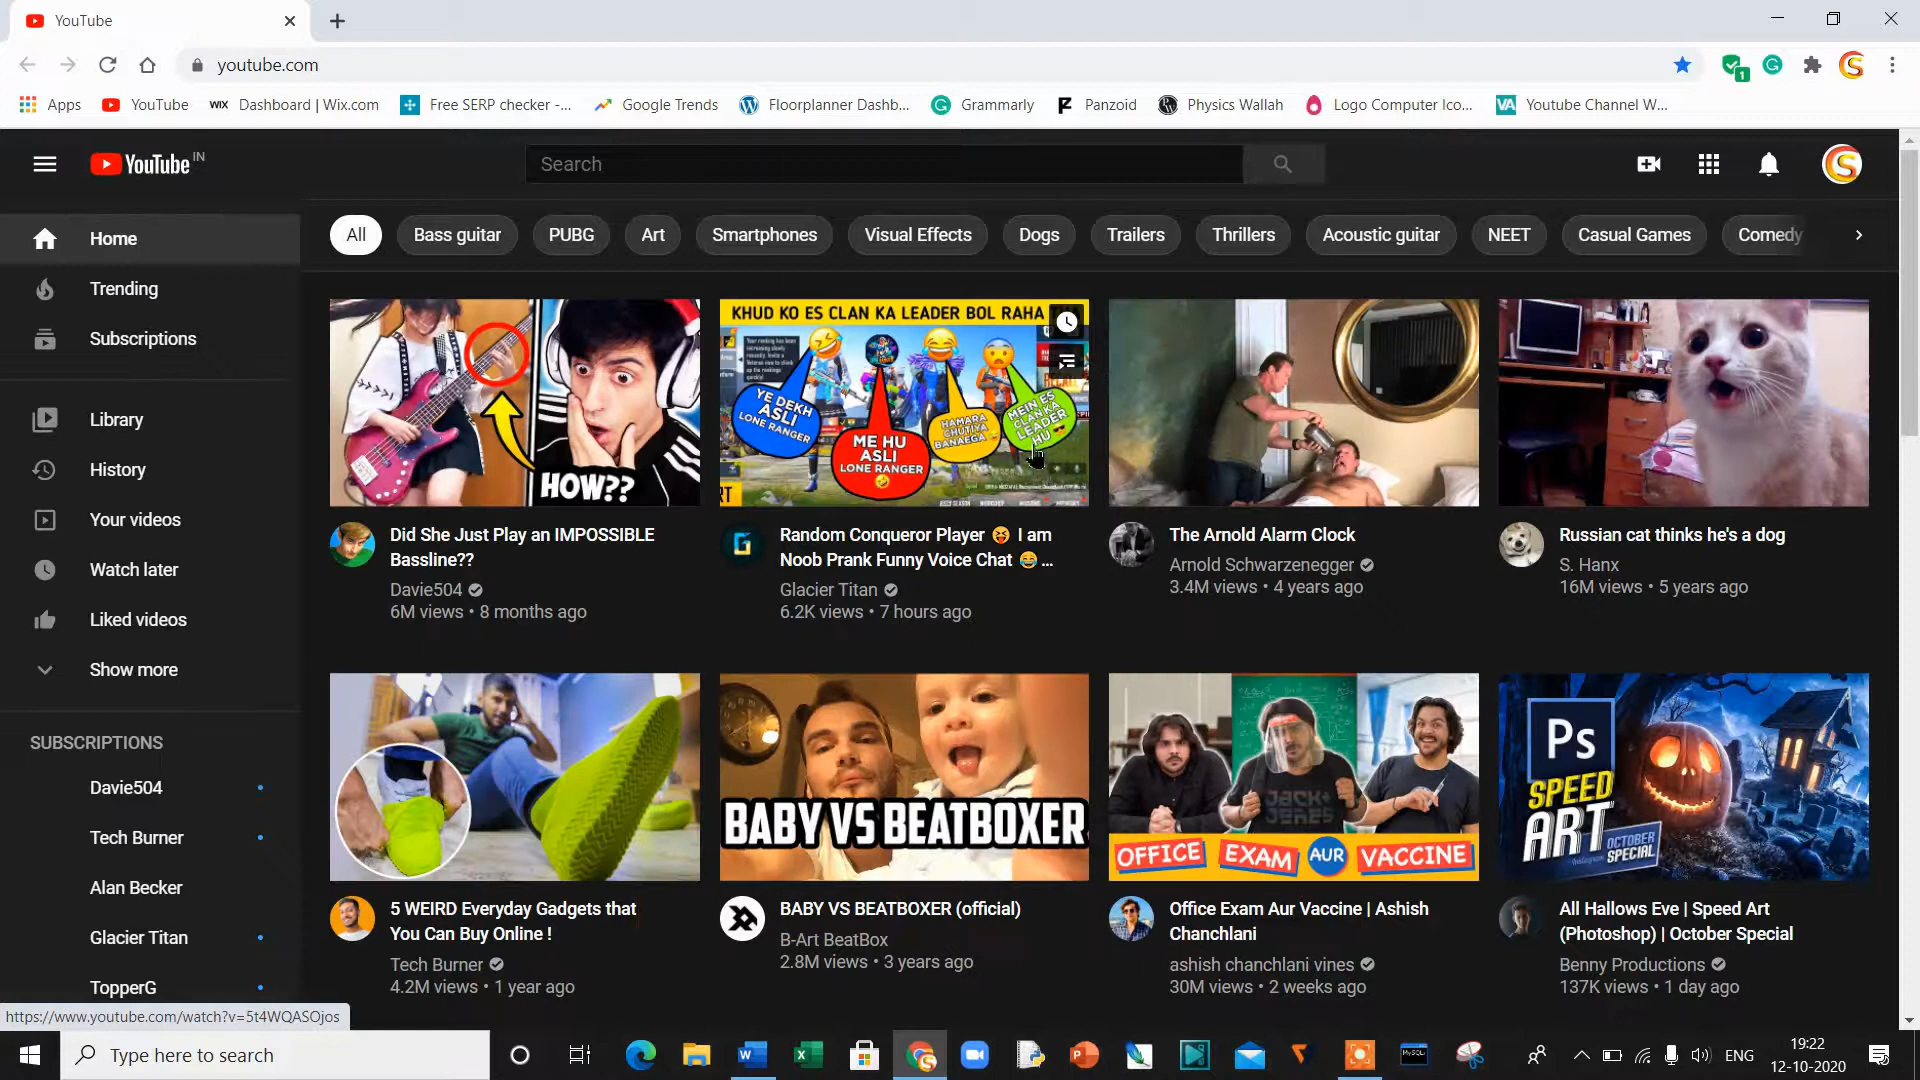 YouTube
youtube.com
1
Apps YouTube WIX Dashboard | Wix.com Free SERP checker -... Google Trends Floorplanner Dashb... Grammarly Panzoid Physics Wallah Logo Computer Ico... VA Youtube Channel W...
YouTube IN
Search
Home
Trending
Subscriptions
Library
History
Your videos
Watch later
Liked videos
Show more
SUBSCRIPTIONS
Davie504
Tech Burner
Alan Becker
Glacier Titan
TopperG
All Bass guitar PUBG Art Smartphones Visual Effects Dogs Trailers Thrillers Acoustic guitar NEET Casual Games Comedy
HOW??
Did She Just Play an IMPOSSIBLE
Bassline??
Davie504
6M views • 8 months ago
KHUD KO ES CLAN KA LEADER BOL RAHA
YE DEKH
ASLI
LONE RANGER
ME HU
ASLI
LONE RANGER
HAMARA
CHUTIYA
BANAEGA
MEIN ES
CLAN KA
LEADER
HU
Random Conqueror Player 😝 I am
Noob Prank Funny Voice Chat 😂 ...
Glacier Titan
6.2K views • 7 hours ago
The Arnold Alarm Clock
Arnold Schwarzenegger
3.4M views • 4 years ago
Russian cat thinks he's a dog
S. Hanx
16M views • 5 years ago
5 WEIRD Everyday Gadgets that
You Can Buy Online !
Tech Burner
4.2M views • 1 year ago
BABY VS BEATBOXER
BABY VS BEATBOXER (official)
B-Art BeatBox
2.8M views • 3 years ago
JACK+
JONES
OFFICE EXAM AUR VACCINE
Office Exam Aur Vaccine | Ashish
Chanchlani
ashish chanchlani vines
30M views • 2 weeks ago
Ps
SPEED
ART
OCTOBER
SPECIAL
All Hallows Eve | Speed Art
(Photoshop) | October Special
Benny Productions
137K views • 1 day ago
https://www.youtube.com/watch?v=5t4WQASOjos
Type here to search
MySQL
ENG
19:22
12-10-2020